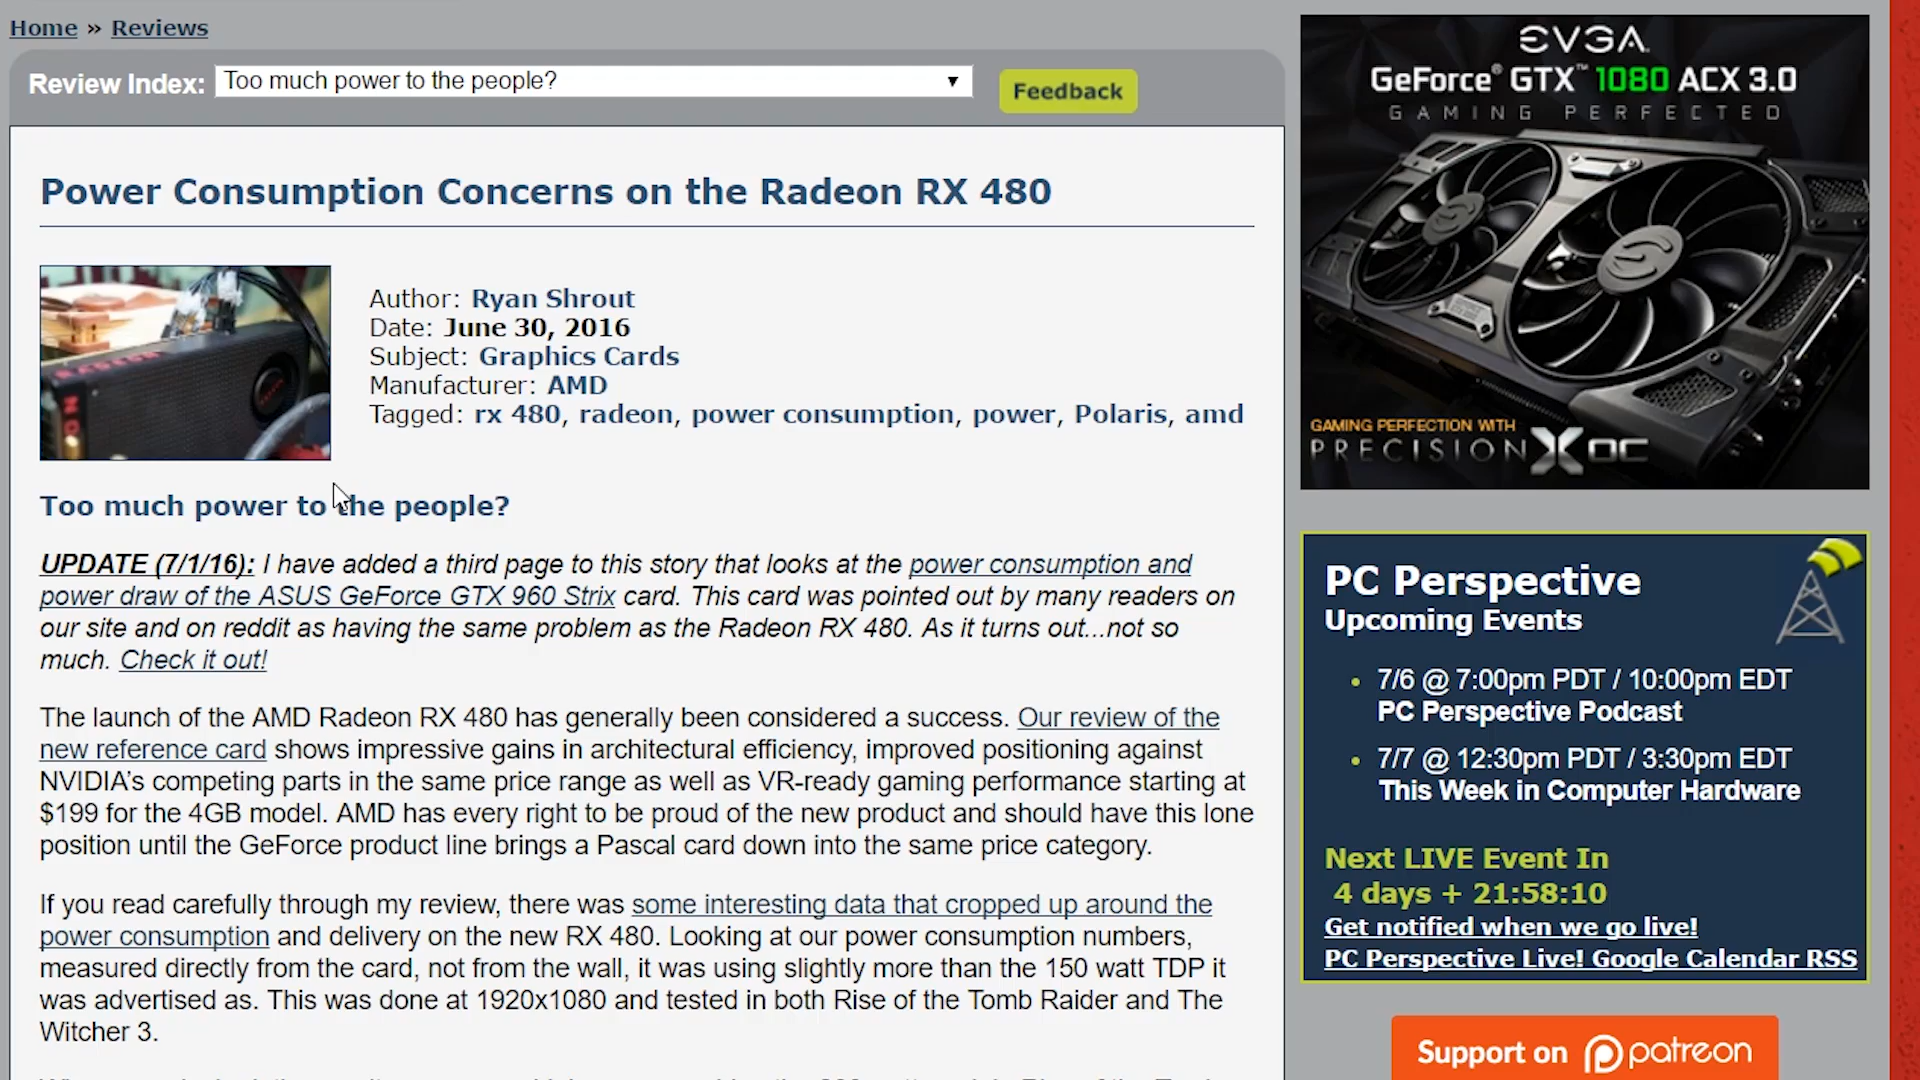 Home » Reviews
Review Index: Too much power to the people? ▼ Feedback
Power Consumption Concerns on the Radeon RX 480
Author: Ryan Shrout
Date: June 30, 2016
Subject: Graphics Cards
Manufacturer: AMD
Tagged: rx 480, radeon, power consumption, power, Polaris, amd
Too much power to the people?
UPDATE (7/1/16): I have added a third page to this story that looks at the power consumption and
power draw of the ASUS GeForce GTX 960 Strix card. This card was pointed out by many readers on
our site and on reddit as having the same problem as the Radeon RX 480. As it turns out...not so
much. Check it out!
The launch of the AMD Radeon RX 480 has generally been considered a success. Our review of the
new reference card shows impressive gains in architectural efficiency, improved positioning against
NVIDIA's competing parts in the same price range as well as VR-ready gaming performance starting at
$199 for the 4GB model. AMD has every right to be proud of the new product and should have this lone
position until the GeForce product line brings a Pascal card down into the same price category.
If you read carefully through my review, there was some interesting data that cropped up around the
power consumption and delivery on the new RX 480. Looking at our power consumption numbers,
measured directly from the card, not from the wall, it was using slightly more than the 150 watt TDP it
was advertised as. This was done at 1920x1080 and tested in both Rise of the Tomb Raider and The
Witcher 3.
EVGA
GeForce® GTX™ 1080 ACX 3.0
GAMING PERFECTED
GAMING PERFECTION WITH
PRECISION X OC
PC Perspective
Upcoming Events
• 7/6 @ 7:00pm PDT / 10:00pm EDT
PC Perspective Podcast
• 7/7 @ 12:30pm PDT / 3:30pm EDT
This Week in Computer Hardware
Next LIVE Event In
4 days + 21:58:10
Get notified when we go live!
PC Perspective Live! Google Calendar RSS
Support on patreon